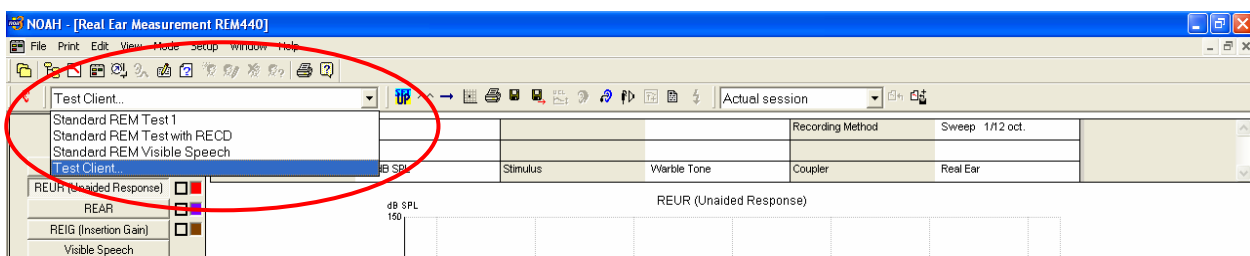 NOAH - [Real Ear Measurement REM440]
File Print Edit View Mode Setup Window Help
Test Client... UP Actual session
Standard REM Test 1
Standard REM Test with RECD
Standard REM Visible Speech
Test Client...
Recording Method Sweep 1/12 oct.
dB SPL Stimulus Warble Tone Coupler Real Ear
REUR (Unaided Response)
REAR
REIG (Insertion Gain)
Visible Speech
REUR (Unaided Response)
dB SPL
150